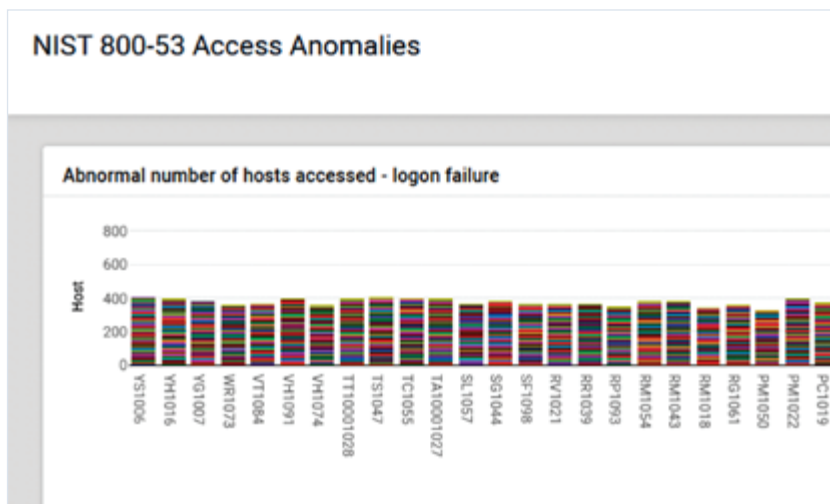 NIST 800-53 Access Anomalies
Abnormal number of hosts accessed - logon failure
Host
800
600
400
200
0
YS1006
YH1016
YG1007
WR1073
VT1084
VH1091
VH1074
TT10001028
TS1047
TC1055
TA10001027
SL1057
SG1044
SF1098
RV1021
RR1039
RP1093
RM1054
RM1043
RM1018
RG1061
PM1050
PM1022
PC1019